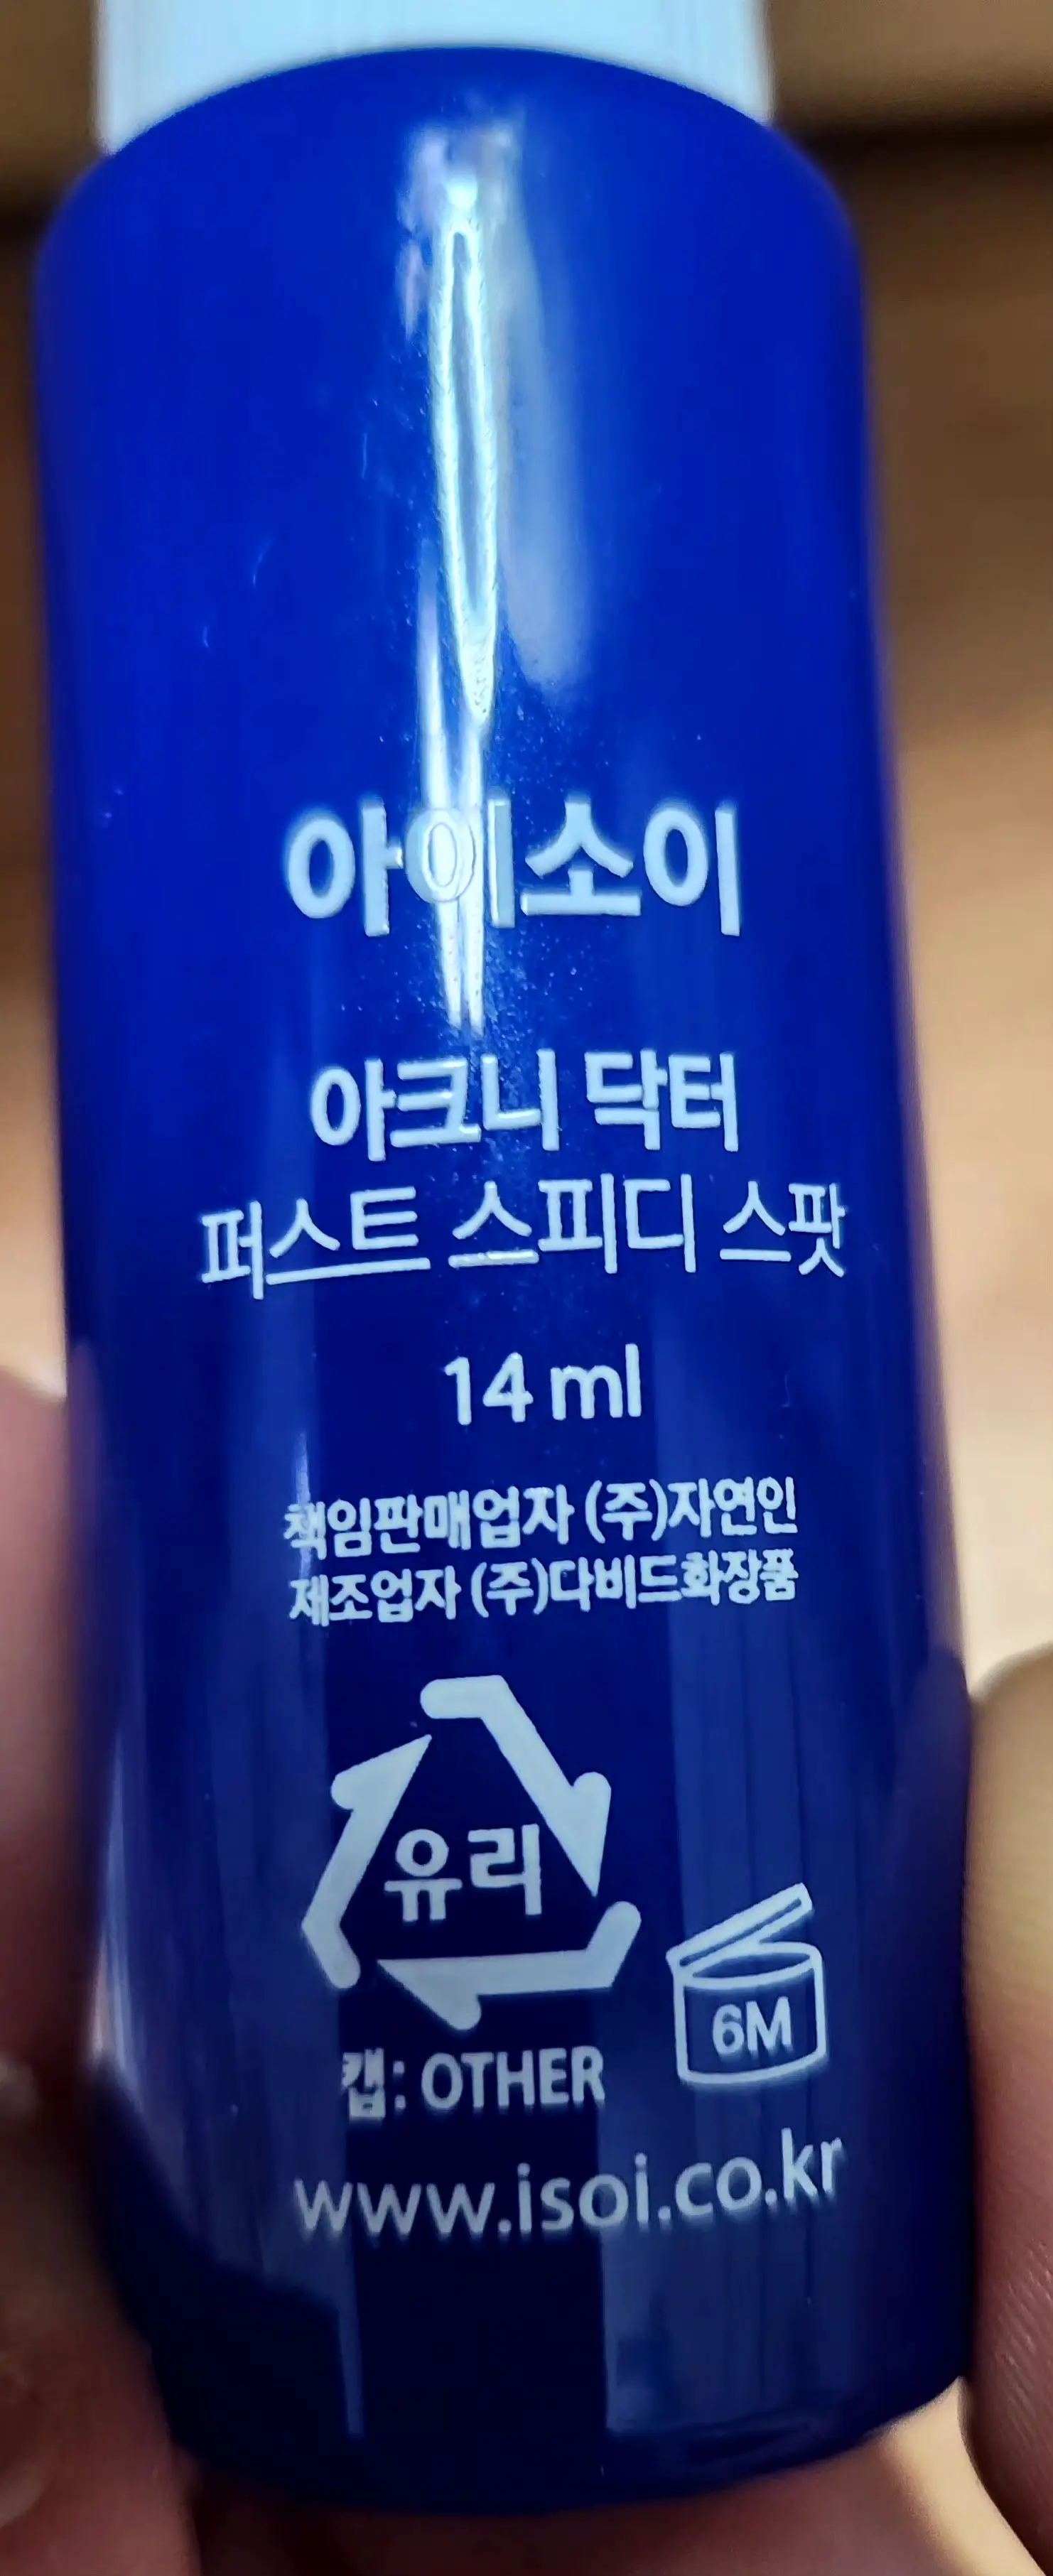 아이소이
아크니 닥터
퍼스트 스피디 스팟
14 ml
책임판매업자 (주)자연인
제조업자 (주)다비드화장품
유리
6M
캡: OTHER
www.isoi.co.kr